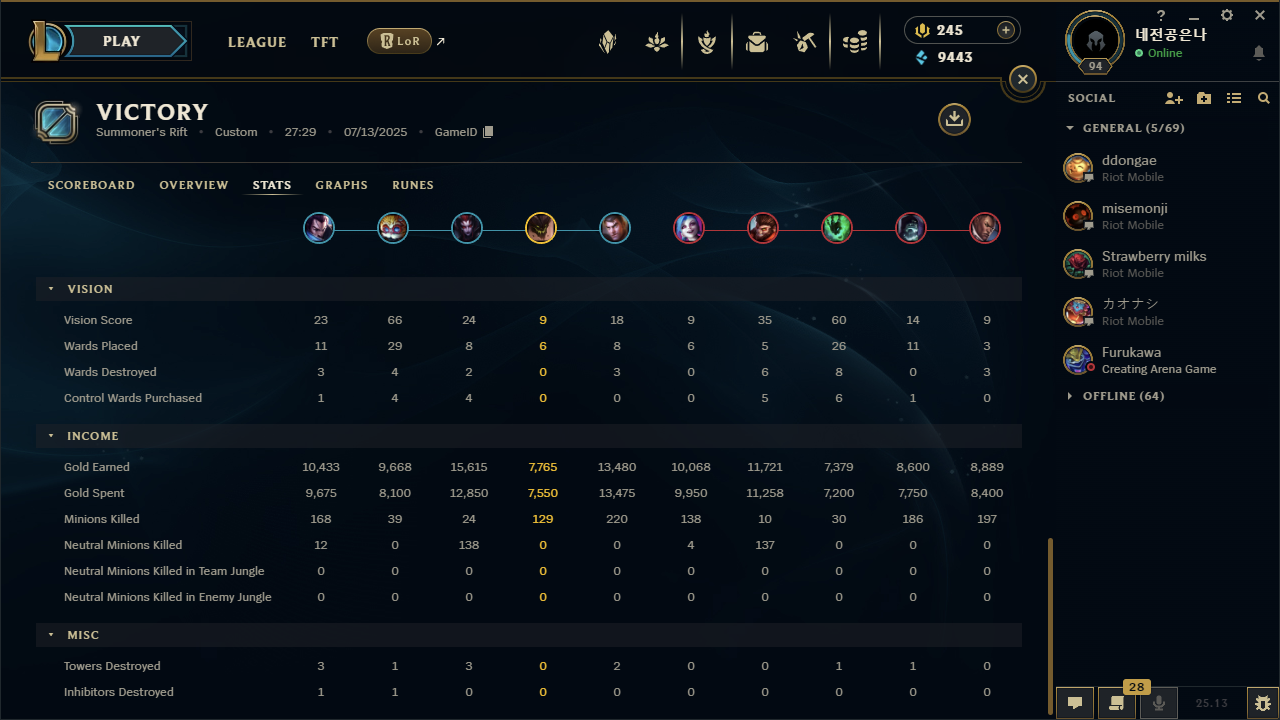 PLAY
LEAGUE TFT R LoR
245
9443
네전공은나
Online
94
VICTORY
Summoner's Rift • Custom • 27:29 • 07/13/2025 • GameID
SCOREBOARD OVERVIEW STATS GRAPHS RUNES
VISION
Vision Score 23 66 24 9 18 9 35 60 14 9
Wards Placed 11 29 8 6 8 6 5 26 11 3
Wards Destroyed 3 4 2 0 3 0 6 8 0 3
Control Wards Purchased 1 4 4 0 0 0 5 6 1 0
INCOME
Gold Earned 10,433 9,668 15,615 7,765 13,480 10,068 11,721 7,379 8,600 8,889
Gold Spent 9,675 8,100 12,850 7,550 13,475 9,950 11,258 7,200 7,750 8,400
Minions Killed 168 39 24 129 220 138 10 30 186 197
Neutral Minions Killed 12 0 138 0 0 4 137 0 0 0
Neutral Minions Killed in Team Jungle 0 0 0 0 0 0 0 0 0 0
Neutral Minions Killed in Enemy Jungle 0 0 0 0 0 0 0 0 0 0
MISC
Towers Destroyed 3 1 3 0 2 0 0 1 1 0
Inhibitors Destroyed 1 1 0 0 0 0 0 0 0 0
SOCIAL
GENERAL (5/69)
ddongae
Riot Mobile
misemonji
Riot Mobile
Strawberry milks
Riot Mobile
カオナシ
Riot Mobile
Furukawa
Creating Arena Game
OFFLINE (64)
28
25.13